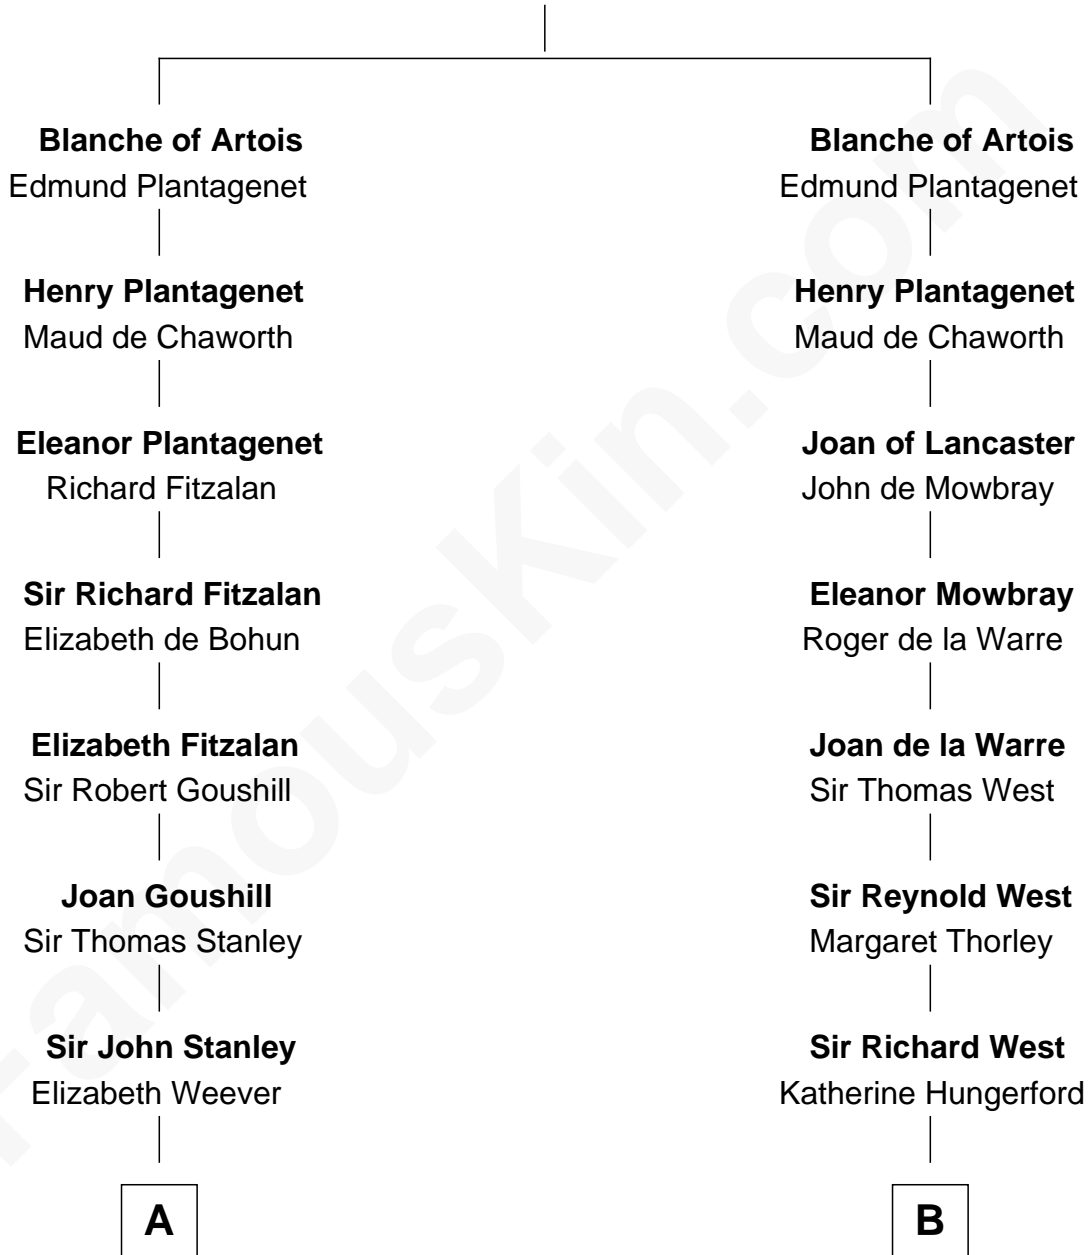 Blanche of Artois
Edmund Plantagenet
Henry Plantagenet
Maud de Chaworth
Eleanor Plantagenet
Richard Fitzalan
Sir Richard Fitzalan
Elizabeth de Bohun
Elizabeth Fitzalan
Sir Robert Goushill
Joan Goushill
Sir Thomas Stanley
Sir John Stanley
Elizabeth Weever
A
Blanche of Artois
Edmund Plantagenet
Henry Plantagenet
Maud de Chaworth
Joan of Lancaster
John de Mowbray
Eleanor Mowbray
Roger de la Warre
Joan de la Warre
Sir Thomas West
Sir Reynold West
Margaret Thorley
Sir Richard West
Katherine Hungerford
B
FamousKin.com